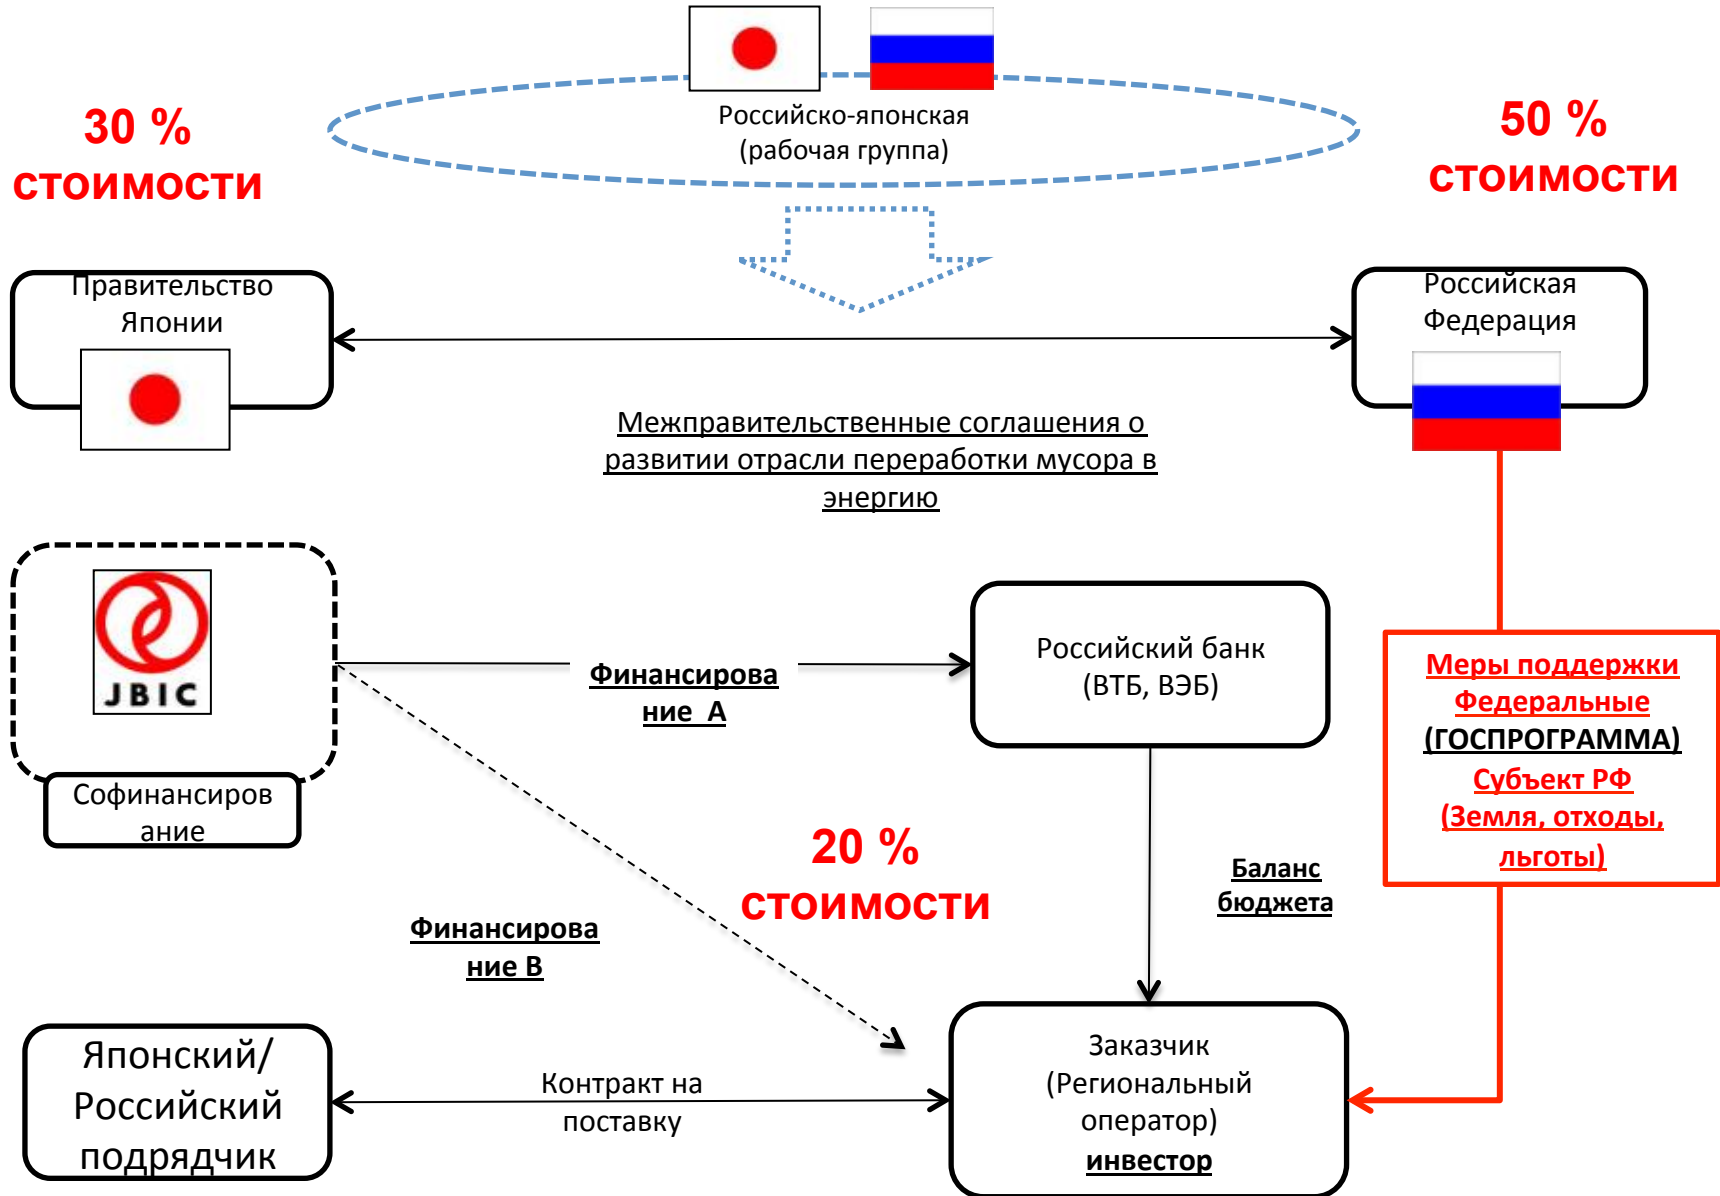 Российско-японская
(рабочая группа)
30 %
стоимости
50 %
стоимости
Правительство
Японии
Российская
Федерация
Межправительственные соглашения о
развитии отрасли переработки мусора в
энергию
JBIC
Софинансиров
ание
Финансирова
ние А
Российский банк
(ВТБ, ВЭБ)
Меры поддержки
Федеральные
(ГОСПРОГРАММА)
Субъект РФ
(Земля, отходы,
льготы)
20 %
стоимости
Баланс
бюджета
Финансирова
ние В
Японский/
Российский
подрядчик
Контракт на
поставку
Заказчик
(Региональный
оператор)
инвестор